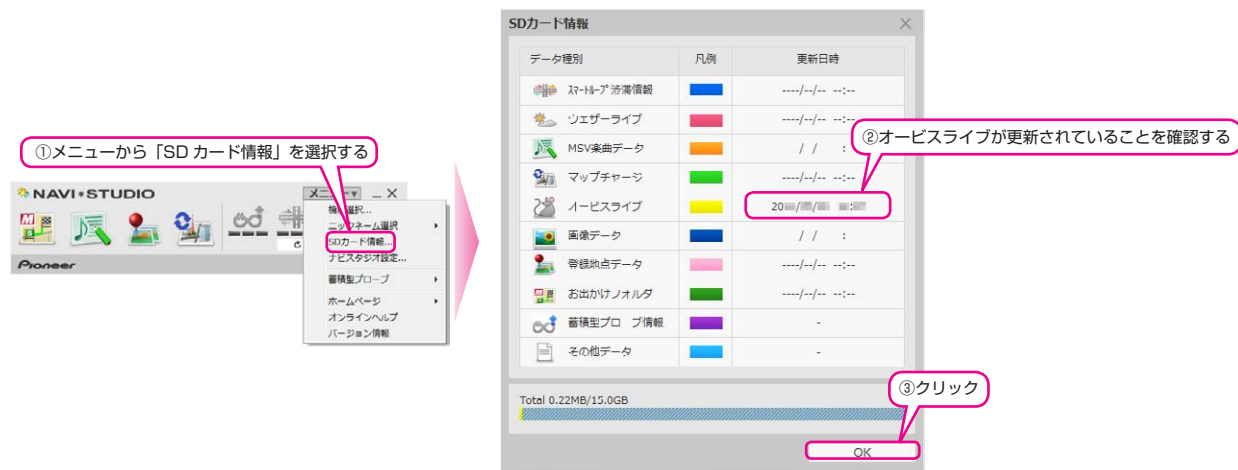 ①メニューから「SD カード情報」を選択する
NAVI*STUDIO
メニュー▼
機種選択...
ニックネーム選択
SDカード情報...
ナビスタジオ設定...
蓄積型プローブ
ホームページ
オンラインヘルプ
バージョン情報
Pioneer
SDカード情報
データ種別 凡例 更新日時
スマートループ渋滞情報 ----/--/-- --:--
ウェザーライブ ----/--/-- --:--
②オービスライブが更新されていることを確認する
MSV楽曲データ / / :
マップチャージ ----/--/-- --:--
オービスライブ 20
画像データ / / :
登録地点データ ----/--/-- --:--
お出かけフォルダ ----/--/-- --:--
蓄積型プロ ブ情報 -
その他データ -
Total 0.22MB/15.0GB
③クリック
OK